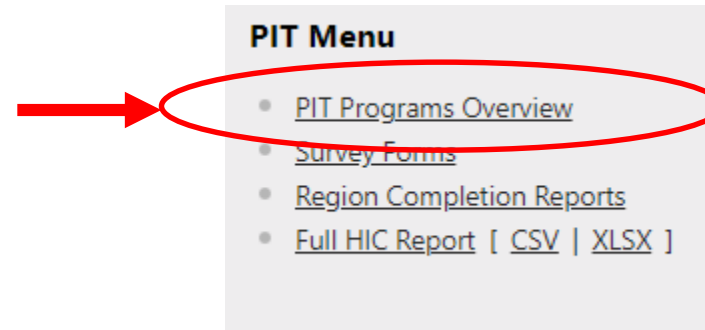 PIT Menu
PIT Programs Overview
Survey Forms
Region Completion Reports
Full HIC Report [ CSV | XLSX ]